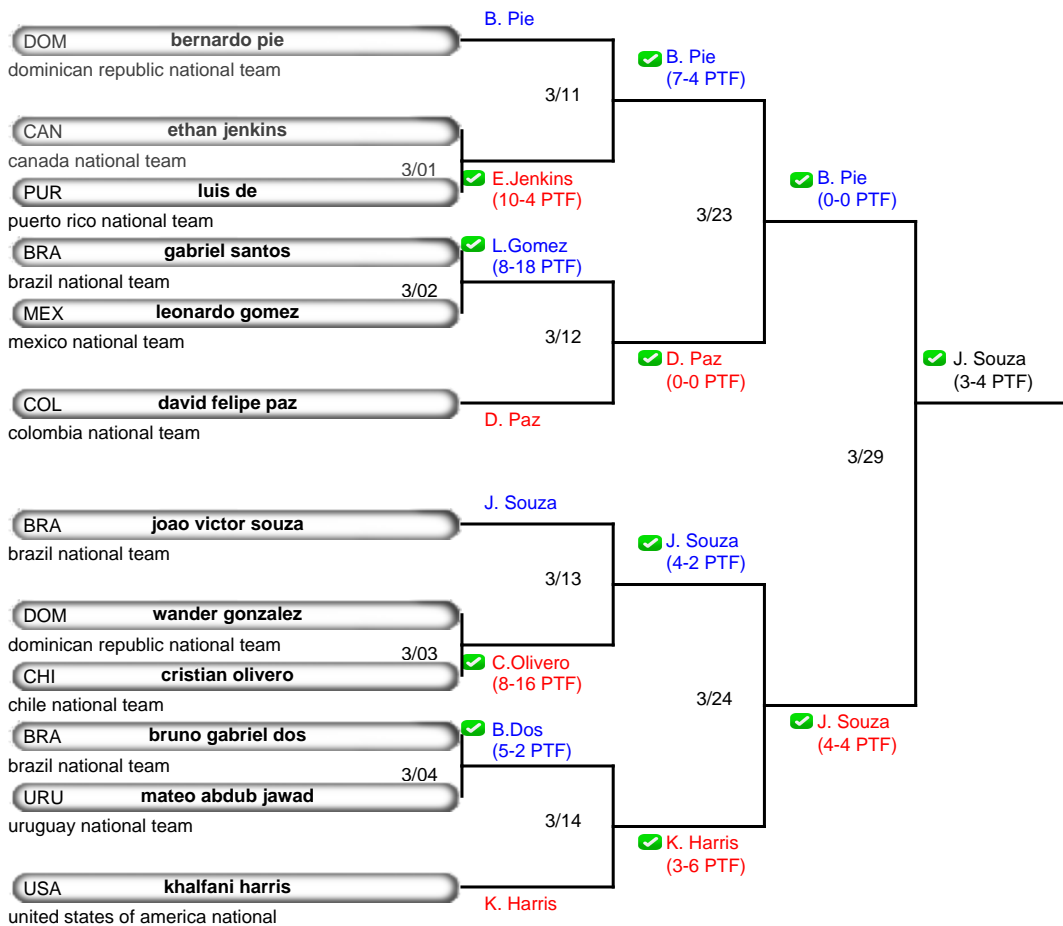 B. Pie
DOM bernardo pie
dominican republic national team
B. Pie
(7-4 PTF)
3/11
CAN ethan jenkins
canada national team
3/01
E.Jenkins
(10-4 PTF)
PUR luis de
puerto rico national team
B. Pie
(0-0 PTF)
3/23
BRA gabriel santos
brazil national team
L.Gomez
(8-18 PTF)
3/02
MEX leonardo gomez
mexico national team
3/12
D. Paz
(0-0 PTF)
J. Souza
(3-4 PTF)
COL david felipe paz
colombia national team
D. Paz
3/29
J. Souza
BRA joao victor souza
brazil national team
J. Souza
(4-2 PTF)
3/13
DOM wander gonzalez
dominican republic national team
3/03
C.Olivero
(8-16 PTF)
CHI cristian olivero
chile national team
3/24
J. Souza
(4-4 PTF)
BRA bruno gabriel dos
brazil national team
B.Dos
(5-2 PTF)
3/04
URU mateo abdub jawad
uruguay national team
3/14
K. Harris
(3-6 PTF)
USA khalfani harris
united states of america national
K. Harris